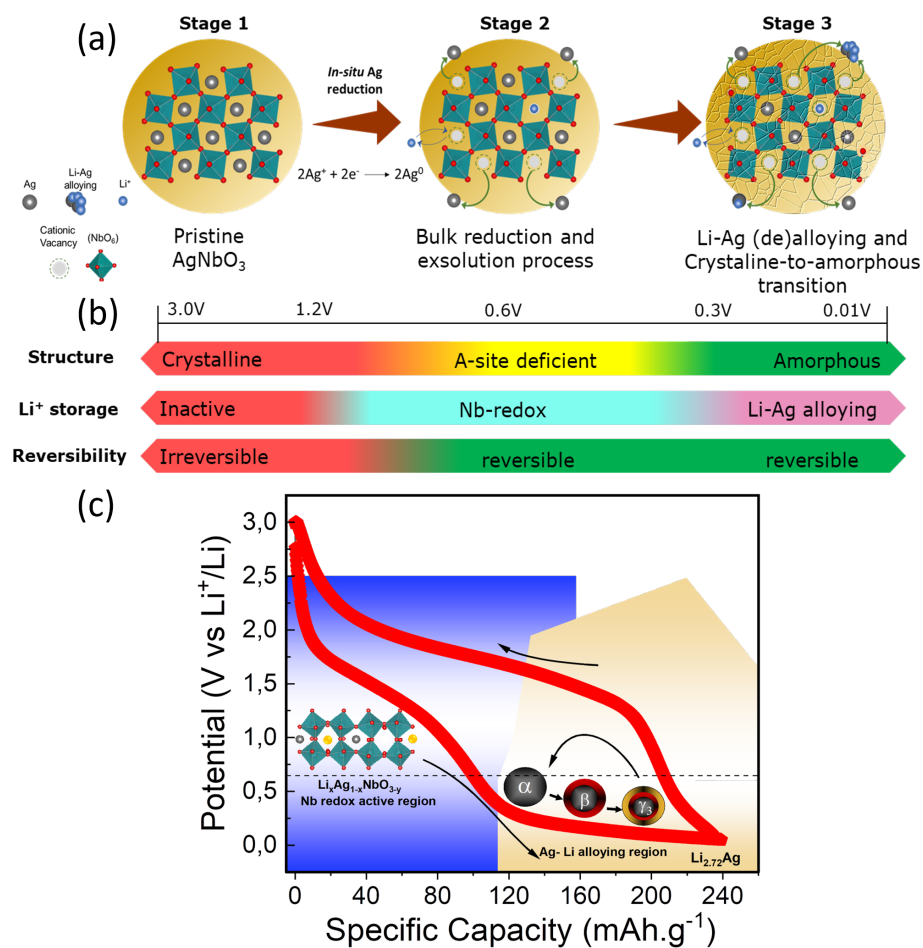 (a)
Stage 1
Stage 2
Stage 3
In-situ Ag
reduction
2Ag⁺ + 2e⁻ ⟶ 2Ag⁰
Ag
Li-Ag
alloying
Li⁺
Cationic
Vacancy
(NbO₆)
Pristine
AgNbO₃
Bulk reduction and
exsolution process
Li-Ag (de)alloying and
Crystaline-to-amorphous
transition
(b)
3.0V 1.2V 0.6V 0.3V 0.01V
Structure Crystalline A-site deficient Amorphous
Li⁺ storage Inactive Nb-redox Li-Ag alloying
Reversibility Irreversible reversible reversible
(c)
Potential (V vs Li⁺/Li)
3,0
2,5
2,0
1,5
1,0
0,5
0,0
LiₓAg₁₋ₓNbO₃₋ᵧ
Nb redox active region
α
β
γ₃
Ag- Li alloying region
Li₂.₇₂Ag
0 40 80 120 160 200 240
Specific Capacity (mAh.g⁻¹)